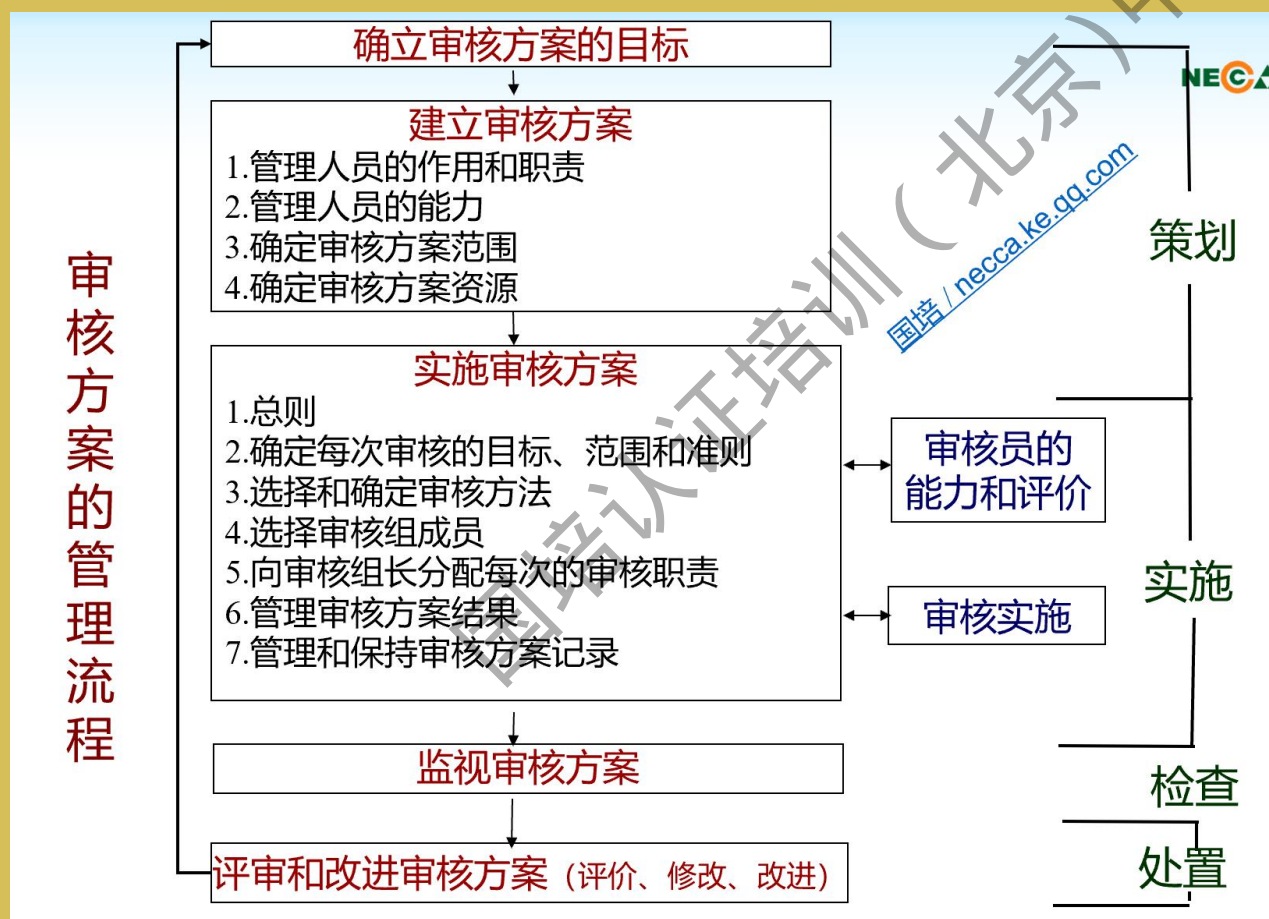 确立审核方案的目标
建立审核方案
1.管理人员的作用和职责
2.管理人员的能力
3.确定审核方案范围
4.确定审核方案资源
实施审核方案
1.总则
2.确定每次审核的目标、范围和准则
3.选择和确定审核方法
4.选择审核组成员
5.向审核组长分配每次的审核职责
6.管理审核方案结果
7.管理和保持审核方案记录
监视审核方案
评审和改进审核方案（评价、修改、改进）
审核方案的管理流程
审核员的
能力和评价
审核实施
策划
实施
检查
处置
NECCA
国培 / necca.ke.qq.com
国培认证培训（北京）中